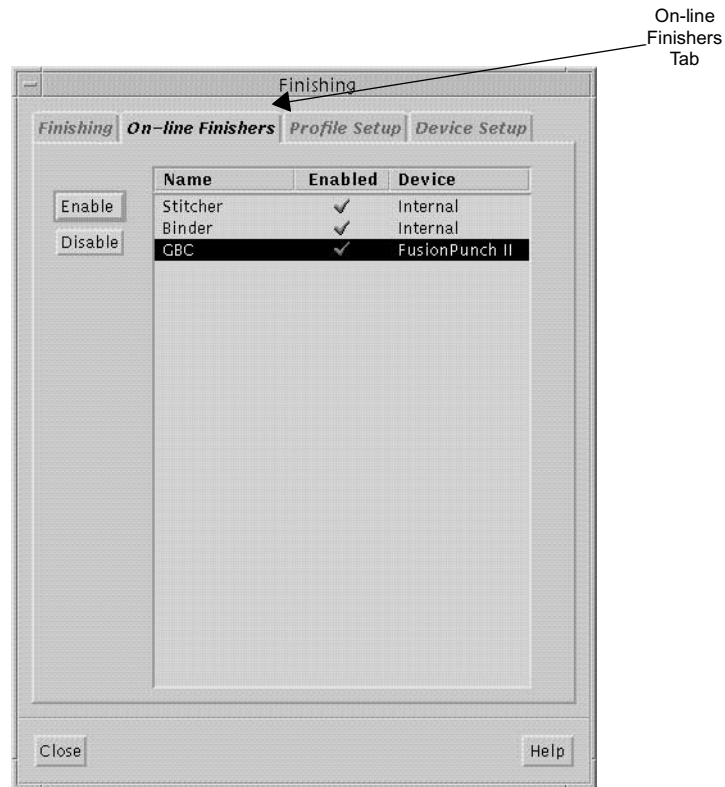 On-line
Finishers
Tab
Finishing
Finishing On-line Finishers Profile Setup Device Setup
Name Enabled Device
Enable
Disable
Stitcher Internal
Binder Internal
GBC FusionPunch II
Close Help